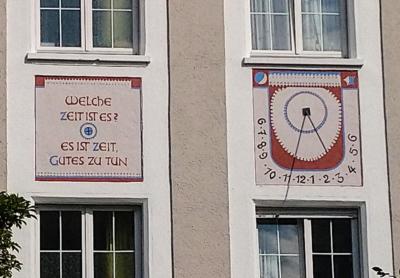 WELCHE
ZEIT IST ES?
ES IST ZEIT,
GUTES ZU TUN
6 · 7 · 8 · 9 · 10 · 11 · 12 · 1 · 2 · 3 · 4 · 5 · 6